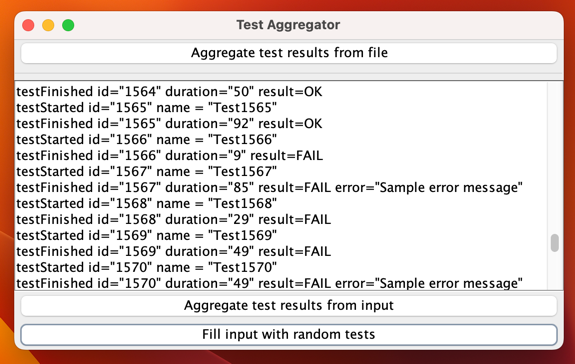 Test Aggregator
Aggregate test results from file
testFinished id="1564" duration="50" result=OK
testStarted id="1565" name = "Test1565"
testFinished id="1565" duration="92" result=OK
testStarted id="1566" name = "Test1566"
testFinished id="1566" duration="9" result=FAIL
testStarted id="1567" name = "Test1567"
testFinished id="1567" duration="85" result=FAIL error="Sample error message"
testStarted id="1568" name = "Test1568"
testFinished id="1568" duration="29" result=FAIL
testStarted id="1569" name = "Test1569"
testFinished id="1569" duration="49" result=FAIL
testStarted id="1570" name = "Test1570"
testFinished id="1570" duration="49" result=FAIL error="Sample error message"
Aggregate test results from input
Fill input with random tests